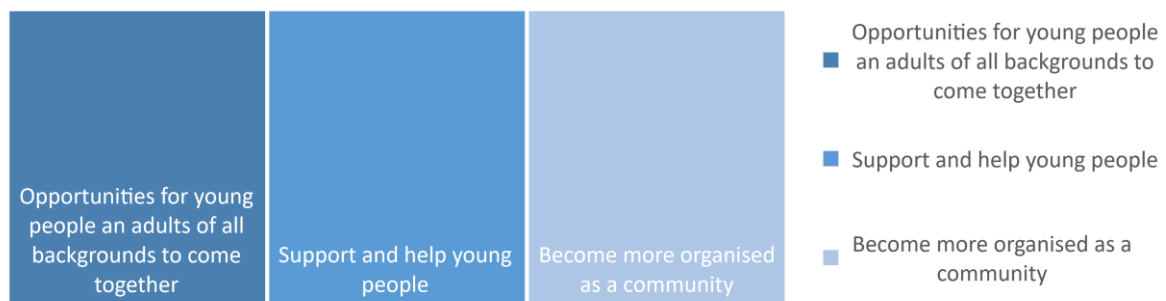 Opportunities for young
people an adults of all
backgrounds to come
together
Support and help young
people
Become more organised
as a community
Opportunities for young people
an adults of all backgrounds to
come together
Support and help young people
Become more organised as a
community